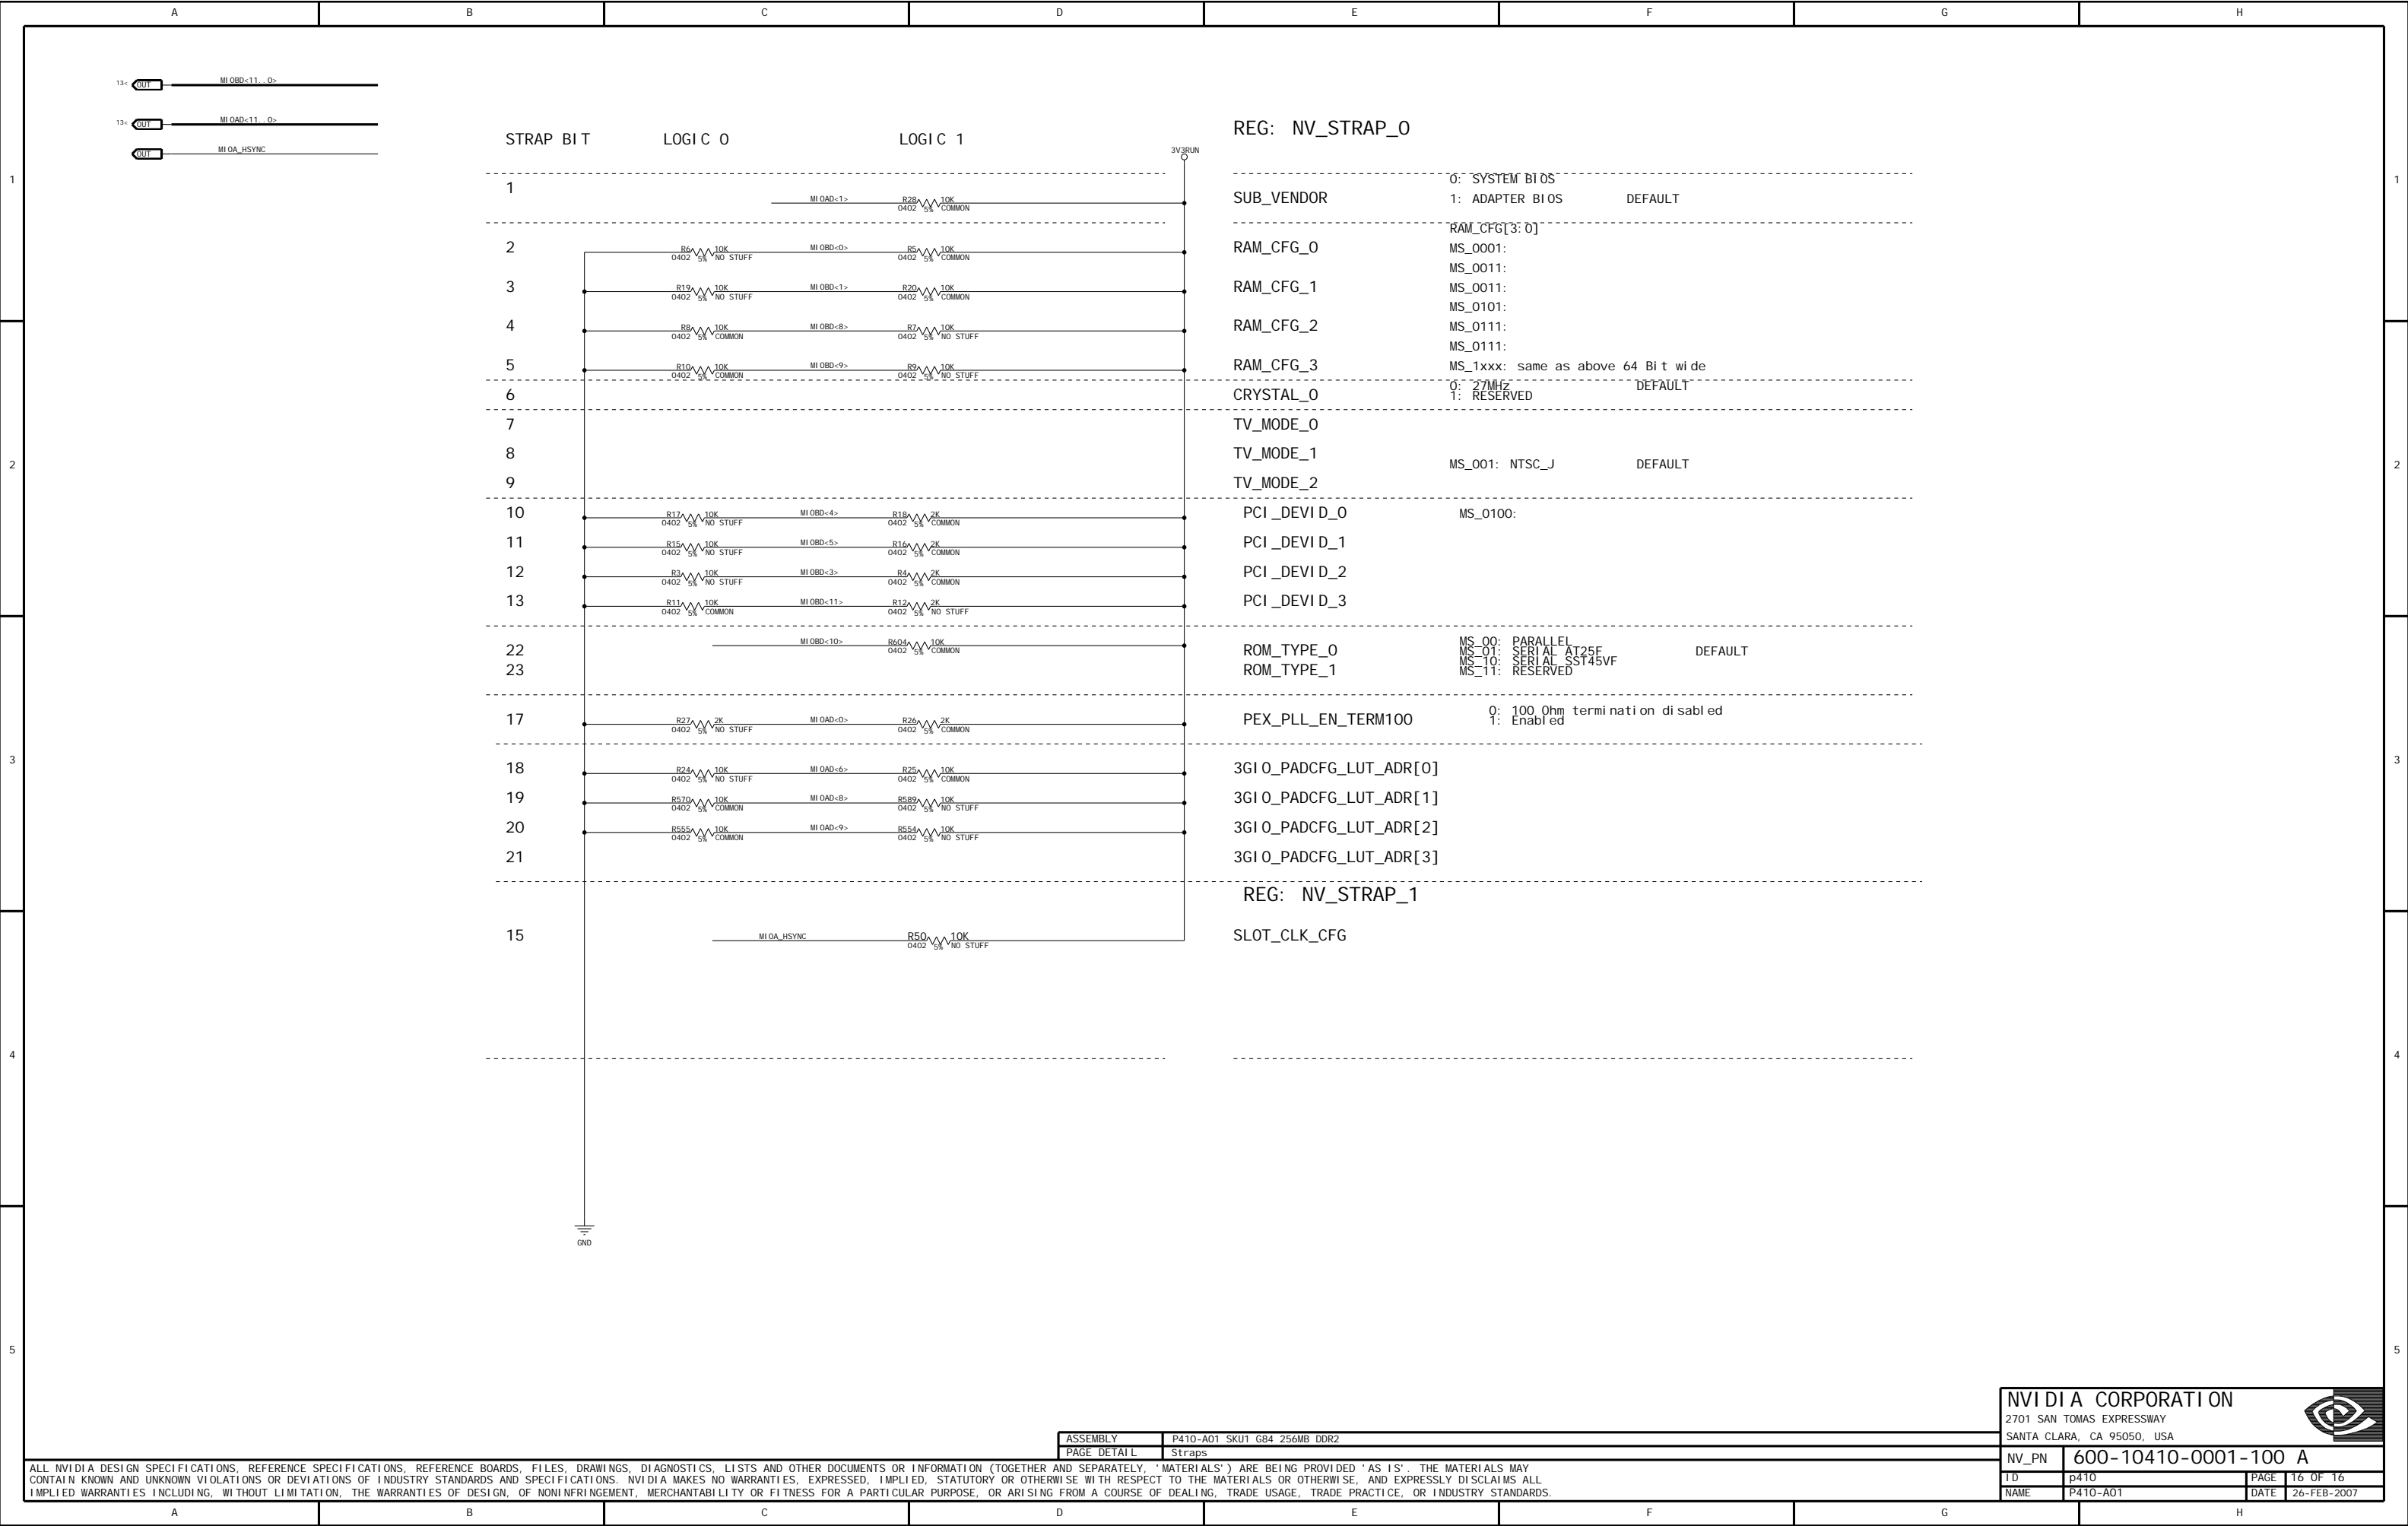 A B C D E F G H
13< OUT MIOBD<11..0>
13< OUT MIOAD<11..0>
OUT MIOA_HSYNC
STRAP BIT LOGIC 0 LOGIC 1
3V3RUN
REG: NV_STRAP_0
1
1
1 MIOAD<1> R28 10K
0402 5% COMMON
SUB_VENDOR
0: SYSTEM BIOS
1: ADAPTER BIOS DEFAULT
RAM_CFG[3:0]
2 R6 10K MIOBD<0> R5 10K RAM_CFG_0 MS_0001:
0402 5% NO STUFF 0402 5% COMMON
MS_0011:
3 R19 10K MIOBD<1> R20 10K RAM_CFG_1 MS_0011:
0402 5% NO STUFF 0402 5% COMMON
MS_0101:
4 R8 10K MIOBD<8> R7 10K RAM_CFG_2 MS_0111:
0402 5% COMMON 0402 5% NO STUFF
MS_0111:
5 R10 10K MIOBD<9> R9 10K RAM_CFG_3 MS_1xxx: same as above 64 Bit wide
0402 5% COMMON 0402 5% NO STUFF
6 CRYSTAL_0
0: 27MHz DEFAULT
1: RESERVED
7 TV_MODE_0
8 TV_MODE_1
2 MS_001: NTSC_J DEFAULT 2
9 TV_MODE_2
10 R17 10K MIOBD<4> R18 2K PCI_DEVID_0 MS_0100:
0402 5% NO STUFF 0402 5% COMMON
11 R15 10K MIOBD<5> R16 2K PCI_DEVID_1
0402 5% NO STUFF 0402 5% COMMON
12 R3 10K MIOBD<3> R4 2K PCI_DEVID_2
0402 5% NO STUFF 0402 5% COMMON
13 R11 10K MIOBD<11> R12 2K PCI_DEVID_3
0402 5% COMMON 0402 5% NO STUFF
MIOBD<10> R604 10K
0402 5% COMMON
22 ROM_TYPE_0
23 ROM_TYPE_1
MS_00: PARALLEL
MS_01: SERIAL AT25F DEFAULT
MS_10: SERIAL SST45VF
MS_11: RESERVED
17 R27 2K MIOAD<0> R26 2K PEX_PLL_EN_TERM100
0402 5% NO STUFF 0402 5% COMMON
0: 100 Ohm termination disabled
1: Enabled
3 3
18 R24 10K MIOAD<6> R25 10K 3GIO_PADCFG_LUT_ADR[0]
0402 5% NO STUFF 0402 5% COMMON
19 R570 10K MIOAD<8> R589 10K 3GIO_PADCFG_LUT_ADR[1]
0402 5% COMMON 0402 5% NO STUFF
20 R555 10K MIOAD<9> R554 10K 3GIO_PADCFG_LUT_ADR[2]
0402 5% COMMON 0402 5% NO STUFF
21 3GIO_PADCFG_LUT_ADR[3]
REG: NV_STRAP_1
15 MIOA_HSYNC R50 10K SLOT_CLK_CFG
0402 5% NO STUFF
4 4
GND
5 5
ASSEMBLY P410-A01 SKU1 G84 256MB DDR2
PAGE DETAIL Straps
ALL NVIDIA DESIGN SPECIFICATIONS, REFERENCE SPECIFICATIONS, REFERENCE BOARDS, FILES, DRAWINGS, DIAGNOSTICS, LISTS AND OTHER DOCUMENTS OR INFORMATION (TOGETHER AND SEPARATELY, 'MATERIALS') ARE BEING PROVIDED 'AS IS'. THE MATERIALS MAY
CONTAIN KNOWN AND UNKNOWN VIOLATIONS OR DEVIATIONS OF INDUSTRY STANDARDS AND SPECIFICATIONS. NVIDIA MAKES NO WARRANTIES, EXPRESSED, IMPLIED, STATUTORY OR OTHERWISE WITH RESPECT TO THE MATERIALS OR OTHERWISE, AND EXPRESSLY DISCLAIMS ALL
IMPLIED WARRANTIES INCLUDING, WITHOUT LIMITATION, THE WARRANTIES OF DESIGN, OF NONINFRINGEMENT, MERCHANTABILITY OR FITNESS FOR A PARTICULAR PURPOSE, OR ARISING FROM A COURSE OF DEALING, TRADE USAGE, TRADE PRACTICE, OR INDUSTRY STANDARDS.
NVIDIA CORPORATION
2701 SAN TOMAS EXPRESSWAY
SANTA CLARA, CA 95050, USA
NV_PN 600-10410-0001-100 A
ID p410 PAGE 16 OF 16
NAME P410-A01 DATE 26-FEB-2007
A B C D E F G H